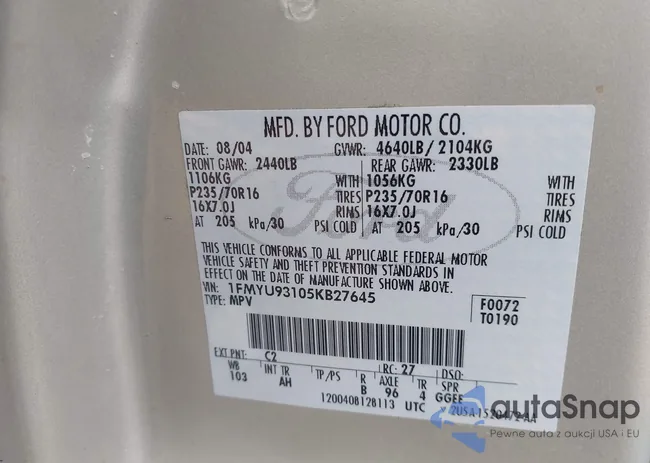 MFD. BY FORD MOTOR CO.
DATE: 08/04 GVWR: 4640LB/ 2104KG
FRONT GAWR: 2440LB REAR GAWR: 2330LB
1106KG WITH 1056KG WITH
P235/70R16 TIRES P235/70R16 TIRES
16X7.0J RIMS 16X7.0J RIMS
AT 205 kPa/30 PSI COLD AT 205 kPa/30 PSI COLD
Ford
THIS VEHICLE CONFORMS TO ALL APPLICABLE FEDERAL MOTOR
VEHICLE SAFETY AND THEFT PREVENTION STANDARDS IN
EFFECT ON THE DATE OF MANUFACTURE SHOWN ABOVE.
VIN: 1FMYU93105KB27645
TYPE: MPV
F0072
T0190
EXT PNT: C2 RC: 27 DSO:
WB INT TR TP/PS R AXLE TR SPR
103 AH B 96 4 GGEE
1200408128113 UTC
2U5A1520472AA
autoSnap
Pewne auta z aukcji USA i EU